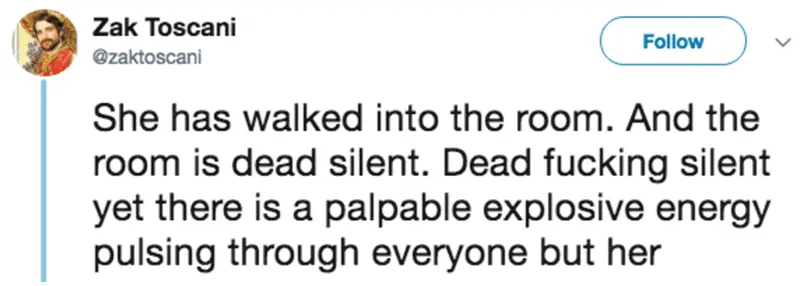 Zak Toscani
@zaktoscani
Follow
She has walked into the room. And the
room is dead silent. Dead fucking silent
yet there is a palpable explosive energy
pulsing through everyone but her